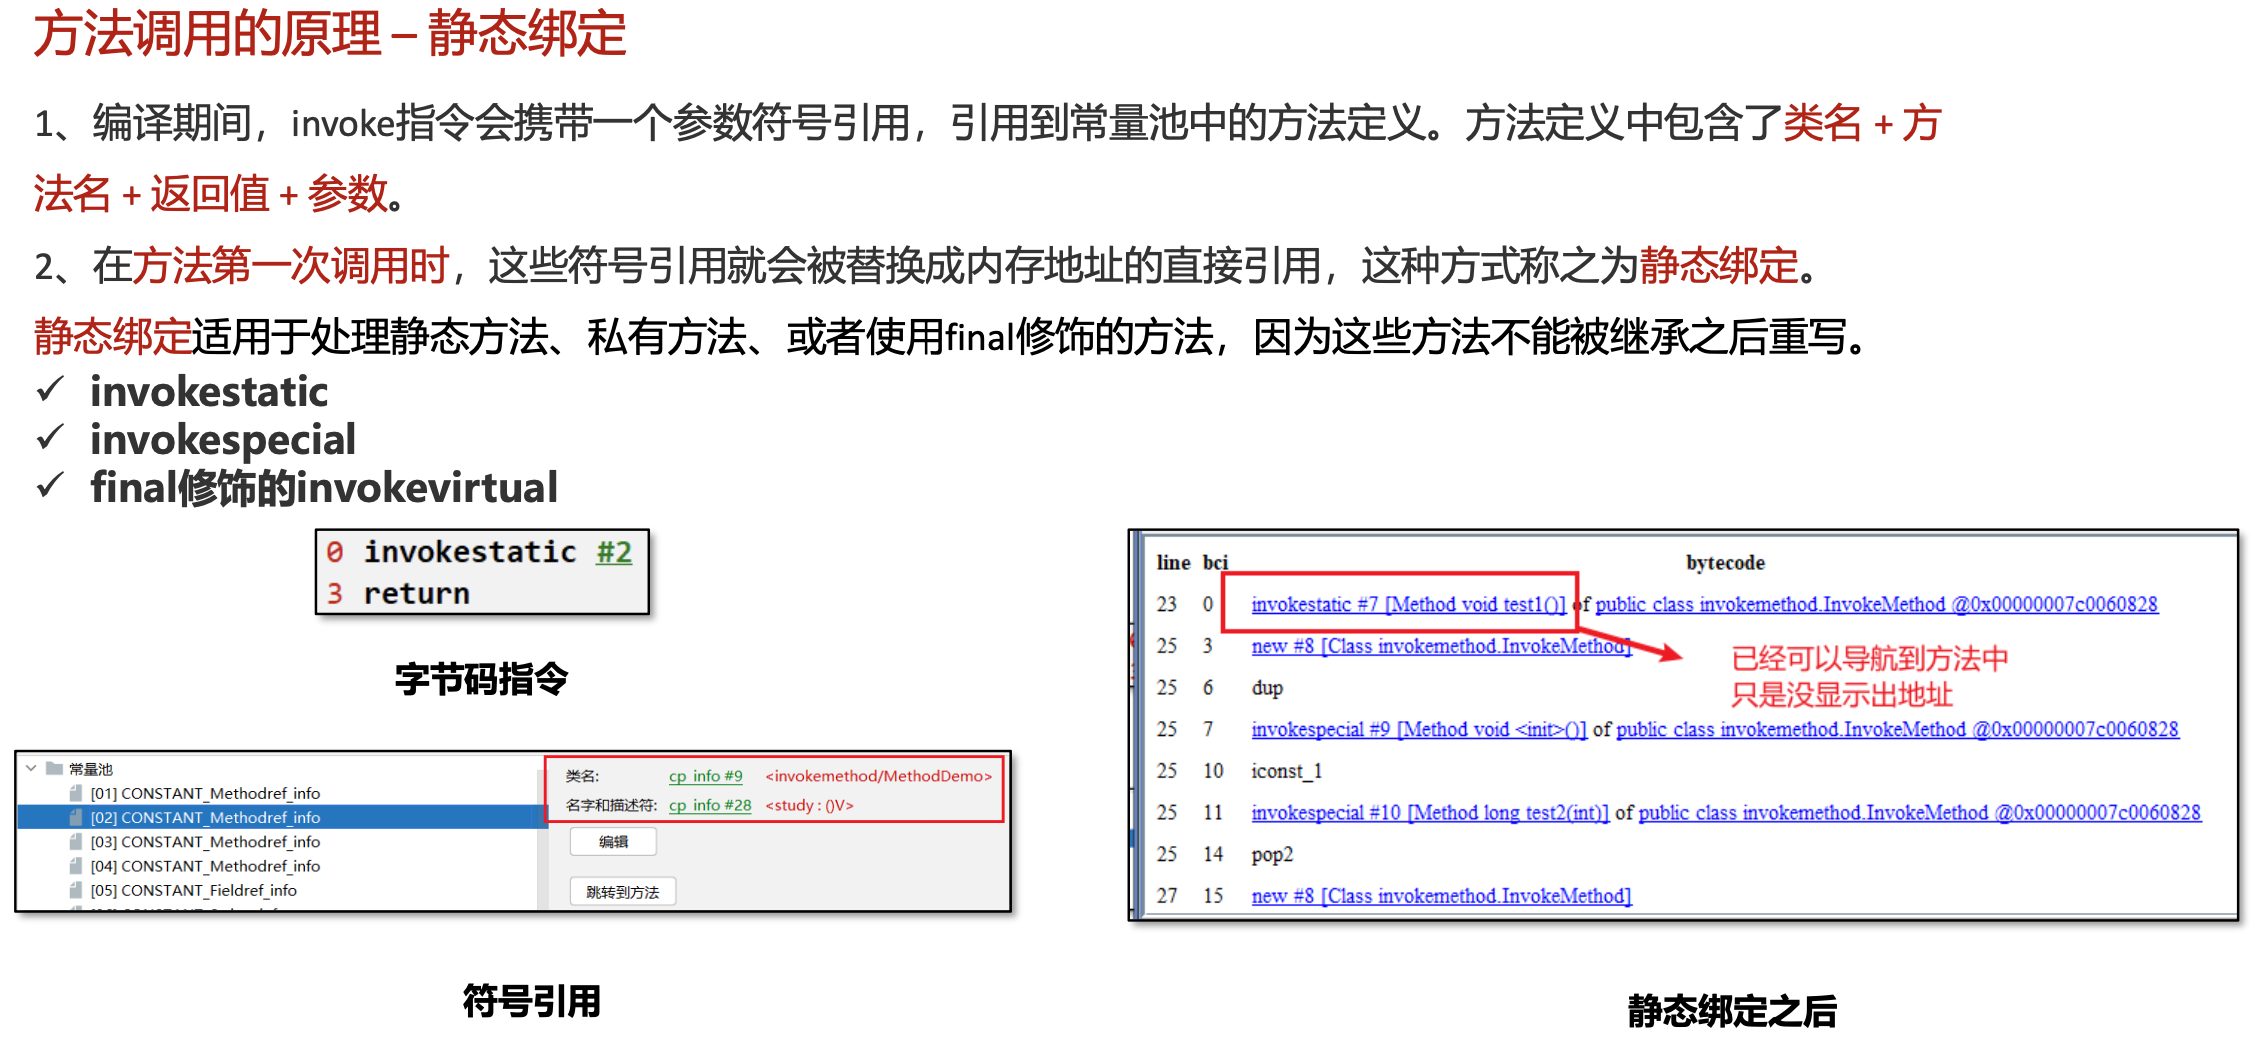 方法调用的原理 – 静态绑定
1、编译期间，invoke指令会携带一个参数符号引用，引用到常量池中的方法定义。方法定义中包含了类名 + 方
法名 + 返回值 + 参数。
2、在方法第一次调用时，这些符号引用就会被替换成内存地址的直接引用，这种方式称之为静态绑定。
静态绑定适用于处理静态方法、私有方法、或者使用final修饰的方法，因为这些方法不能被继承之后重写。
✓ invokestatic
✓ invokespecial
✓ final修饰的invokevirtual
0 invokestatic #2
3 return
字节码指令
常量池
[01] CONSTANT_Methodref_info
[02] CONSTANT_Methodref_info
[03] CONSTANT_Methodref_info
[04] CONSTANT_Methodref_info
[05] CONSTANT_Fieldref_info
类名: cp_info #9 <invokemethod/MethodDemo>
名字和描述符: cp_info #28 <study : ()V>
编辑
跳转到方法
符号引用
line bci bytecode
23 0 invokestatic #7 [Method void test1()] of public class invokemethod.InvokeMethod @0x00000007c0060828
25 3 new #8 [Class invokemethod.InvokeMethod]
已经可以导航到方法中
只是没显示出地址
25 6 dup
25 7 invokespecial #9 [Method void <init>()] of public class invokemethod.InvokeMethod @0x00000007c0060828
25 10 iconst_1
25 11 invokespecial #10 [Method long test2(int)] of public class invokemethod.InvokeMethod @0x00000007c0060828
25 14 pop2
27 15 new #8 [Class invokemethod.InvokeMethod]
静态绑定之后